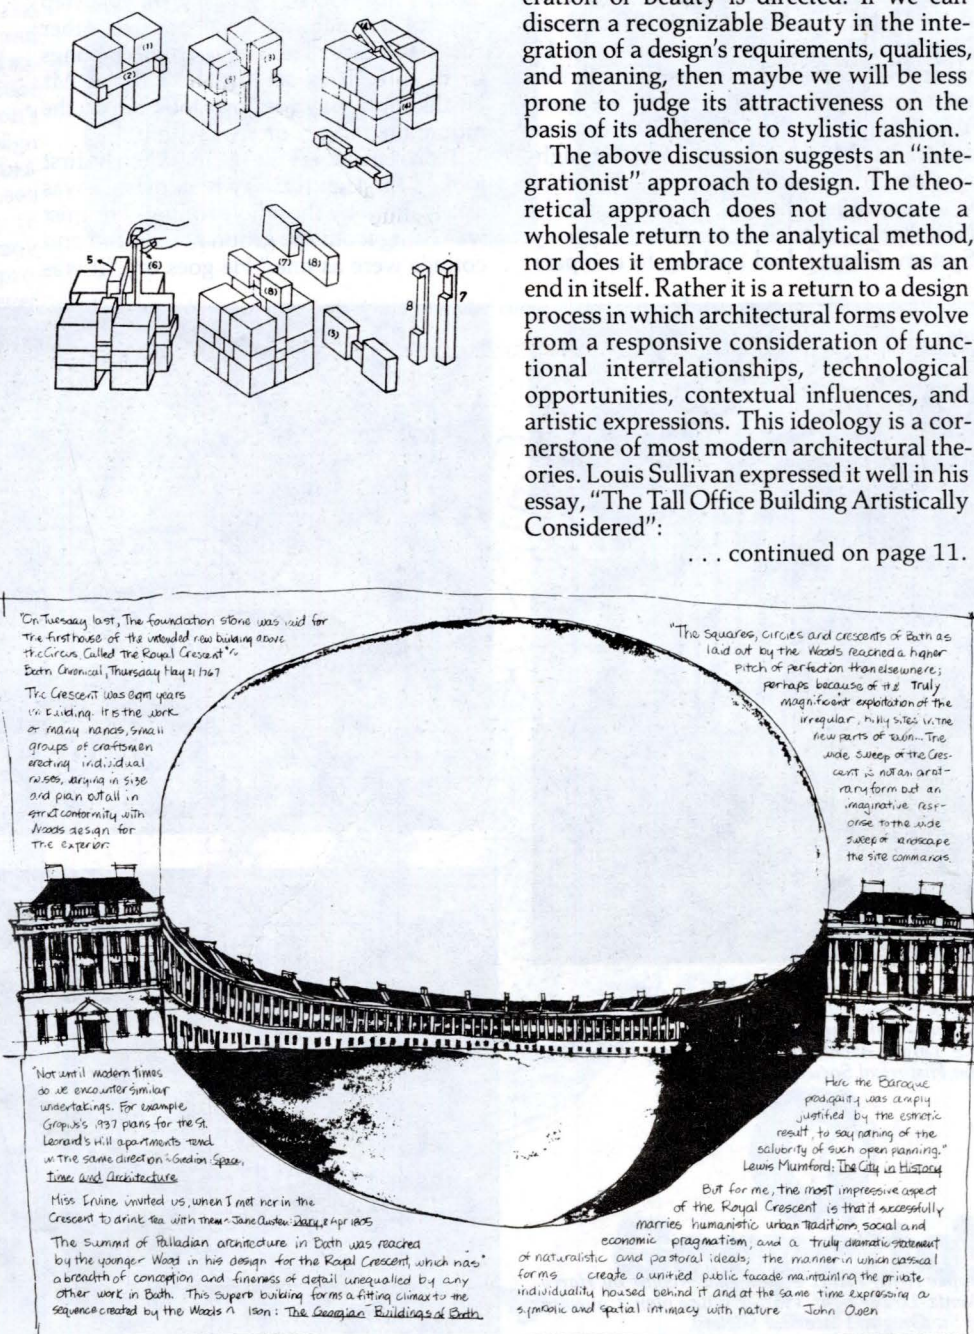 (1)
(2)
(3)
(5)
5
(6)
(7)
(8)
(8)
(3)
8
7
discern a recognizable Beauty in the inte-
gration of a design's requirements, qualities,
and meaning, then maybe we will be less
prone to judge its attractiveness on the
basis of its adherence to stylistic fashion.
The above discussion suggests an "inte-
grationist" approach to design. The theo-
retical approach does not advocate a
wholesale return to the analytical method,
nor does it embrace contextualism as an
end in itself. Rather it is a return to a design
process in which architectural forms evolve
from a responsive consideration of func-
tional interrelationships, technological
opportunities, contextual influences, and
artistic expressions. This ideology is a cor-
nerstone of most modern architectural the-
ories. Louis Sullivan expressed it well in his
essay, "The Tall Office Building Artistically
Considered":
. . . continued on page 11.
"On Tuesday last, The foundation stone was laid for
The first house of the intended new building above
the Circus, Called The Royal Crescent"
Bath Chronical, Thursday May 21 1767
The Crescent was eight years
in building. It is the work
of many hands, small
groups of craftsmen
erecting individual
varying in size
and plan but all in
strict conformity with
Woods design for
The exterior.
"The squares, circles and crescents of Bath as
laid out by the Woods reached a higher
pitch of perfection than elsewhere;
perhaps because of the Truly
magnificent exploitation of the
irregular, hilly sites in the
new parts of town... The
wide sweep of the Cres-
cent is not an arbit-
rary form but an
imaginative resp-
onse to the wide
sweep of landscape
the site commands.
"Not until modern times
do we encounter similar
undertakings. For example
Gropius's 1937 plans for the St.
Leonard's Hill apartments tend
in the same direction - Giedion: Space,
Time and Architecture
Miss Irvine invited us, when I met her in the
Crescent to drink tea with them - Jane Austen: Apr 1805
The Summit of Palladian architecture in Bath was reached
by the younger Wood in his design for the Royal Crescent, which has
a breadth of conception and fineness of detail unequalled by any
other work in Bath. This superb building forms a fitting climax to the
sequence created by the Woods Ison: The Georgian Buildings of Bath.
Here the Baroque
prodigality was amply
justified by the esthetic
result, to say nothing of the
salubrity of such open planning."
Lewis Mumford: The City in History
But for me, the most impressive aspect
of the Royal Crescent is that it successfully
marries humanistic urban Traditions, social and
economic pragmatism, and a truly dramatic statement
of naturalistic and pastoral ideals; the manner in which classical
forms create a unified public facade maintaining the private
individuality housed behind it and at the same time expressing a
symbolic and spatial intimacy with nature John Owen